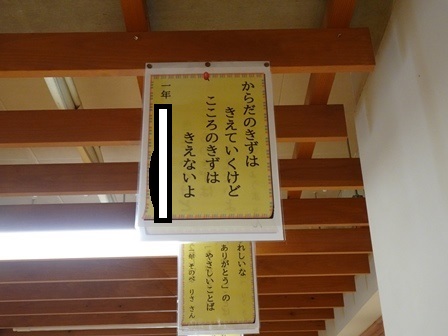 からだのきずは
きえていくけど
こころのきずは
きえないよ
一年
うれしいな
「ありがとう」の
やさしいことば